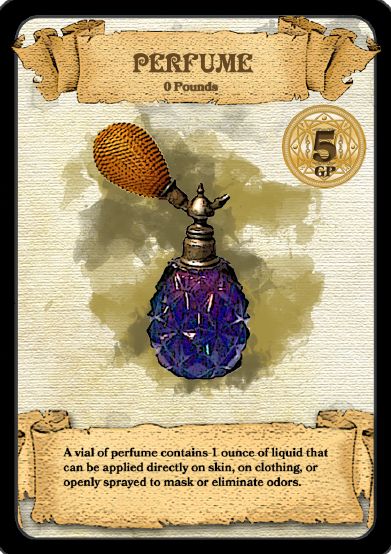 PERFUME
0 Pounds
5
GP
A vial of perfume contains 1 ounce of liquid that
can be applied directly on skin, on clothing, or
openly sprayed to mask or eliminate odors.